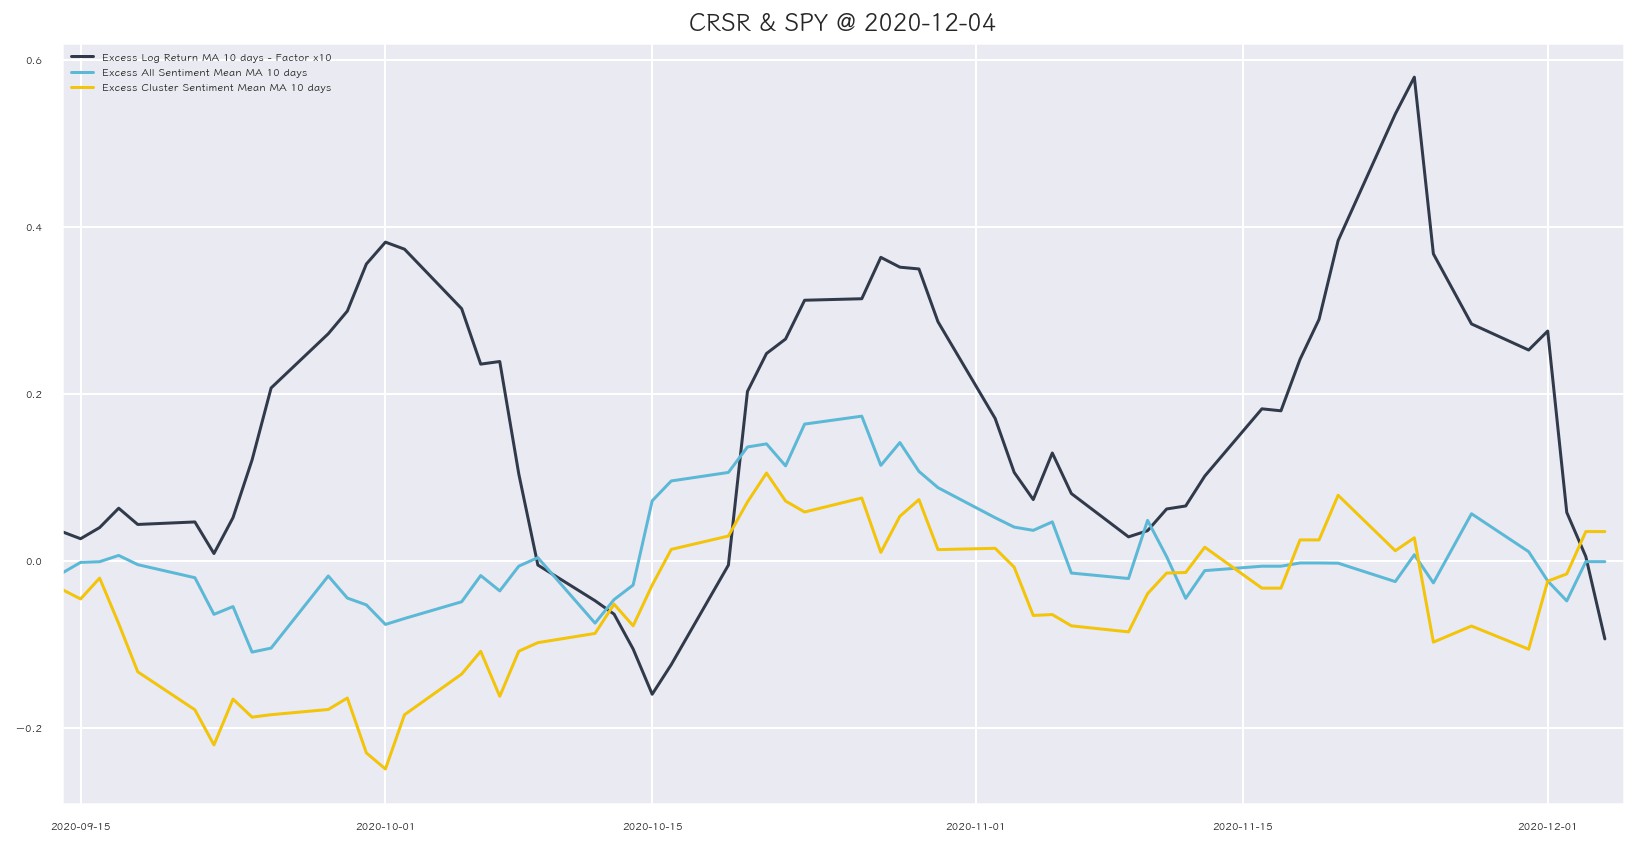 CRSR & SPY @ 2020-12-04
Excess Log Return MA 10 days - Factor x10
Excess All Sentiment Mean MA 10 days
Excess Cluster Sentiment Mean MA 10 days
0.6
0.4
0.2
0.0
−0.2
2020-09-15 2020-10-01 2020-10-15 2020-11-01 2020-11-15 2020-12-01